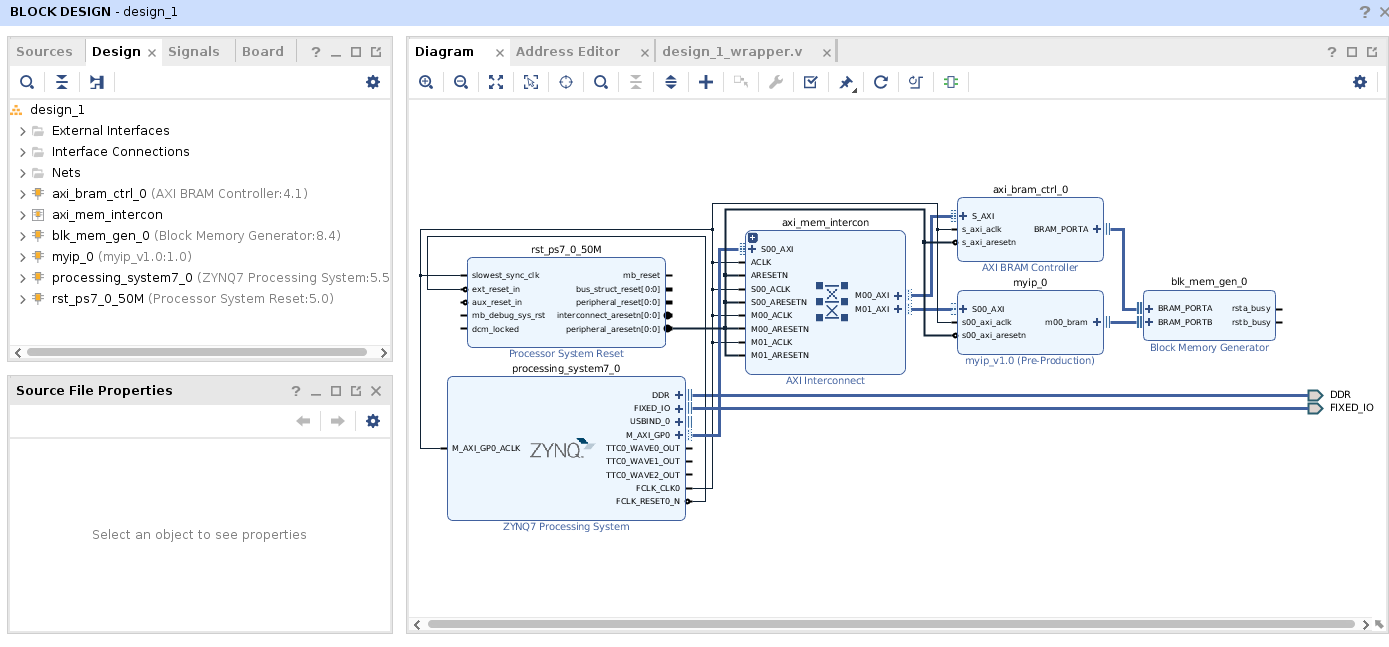 BLOCK DESIGN - design_1
?
Sources Design Signals Board ?
design_1
External Interfaces
Interface Connections
Nets
axi_bram_ctrl_0 (AXI BRAM Controller:4.1)
axi_mem_intercon
blk_mem_gen_0 (Block Memory Generator:8.4)
myip_0 (myip_v1.0:1.0)
processing_system7_0 (ZYNQ7 Processing System:5.5
rst_ps7_0_50M (Processor System Reset:5.0)
Source File Properties ?
Select an object to see properties
Diagram Address Editor design_1_wrapper.v ?
rst_ps7_0_50M
slowest_sync_clk mb_reset
ext_reset_in bus_struct_reset[0:0]
aux_reset_in peripheral_reset[0:0]
mb_debug_sys_rst interconnect_aresetn[0:0]
dcm_locked peripheral_aresetn[0:0]
Processor System Reset
processing_system7_0
DDR
FIXED_IO
USBIND_0
M_AXI_GP0
M_AXI_GP0_ACLK ZYNQ TTC0_WAVE0_OUT
TTC0_WAVE1_OUT
TTC0_WAVE2_OUT
FCLK_CLK0
FCLK_RESET0_N
ZYNQ7 Processing System
axi_mem_intercon
S00_AXI
ACLK
ARESETN
S00_ACLK
S00_ARESETN
M00_ACLK
M00_ARESETN
M01_ACLK
M01_ARESETN
M00_AXI
M01_AXI
AXI Interconnect
axi_bram_ctrl_0
S_AXI
s_axi_aclk BRAM_PORTA
s_axi_aresetn
AXI BRAM Controller
myip_0
S00_AXI
s00_axi_aclk m00_bram
s00_axi_aresetn
myip_v1.0 (Pre-Production)
blk_mem_gen_0
BRAM_PORTA rsta_busy
BRAM_PORTB rstb_busy
Block Memory Generator
DDR
FIXED_IO